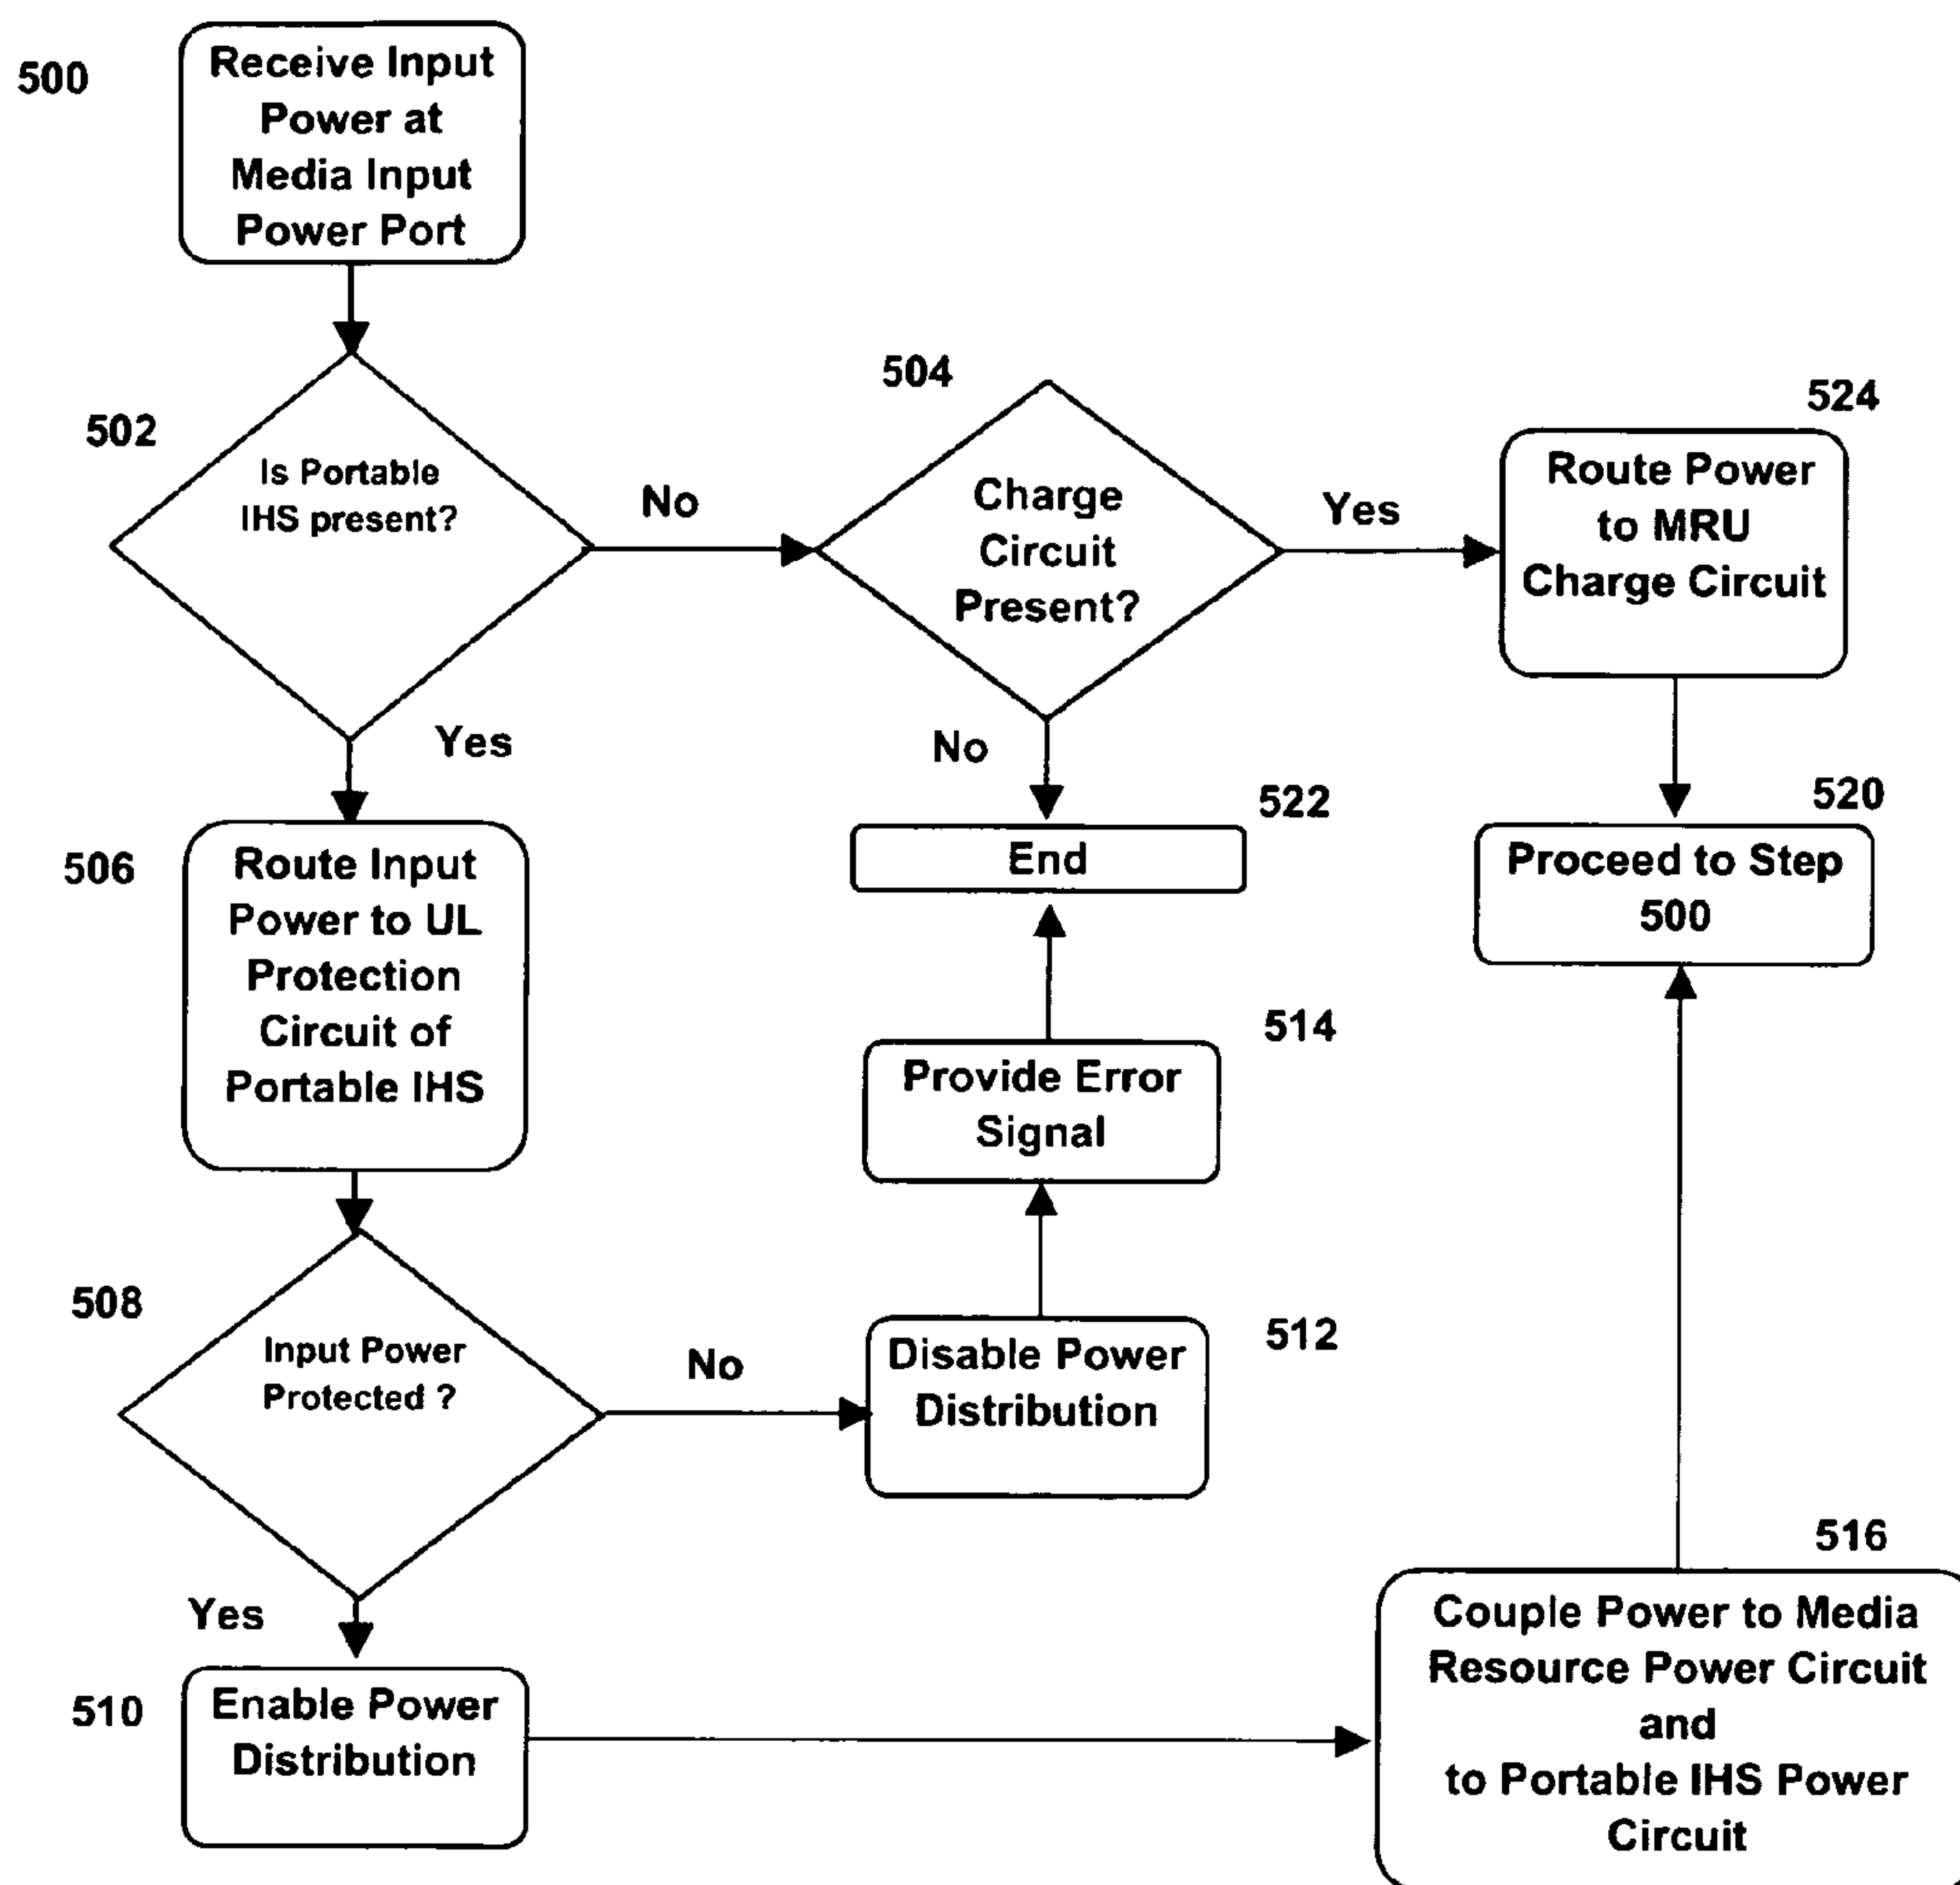 500
Receive Input
Power at
Media Input
Power Port
502
Is Portable
IHS present?
No
504
Charge
Circuit
Present?
Yes
524
Route Power
to MRU
Charge Circuit
Yes
No
522
End
520
Proceed to Step
500
506
Route Input
Power to UL
Protection
Circuit of
Portable IHS
514
Provide Error
Signal
508
Input Power
Protected ?
No
512
Disable Power
Distribution
Yes
510
Enable Power
Distribution
516
Couple Power to Media
Resource Power Circuit
and
to Portable IHS Power
Circuit